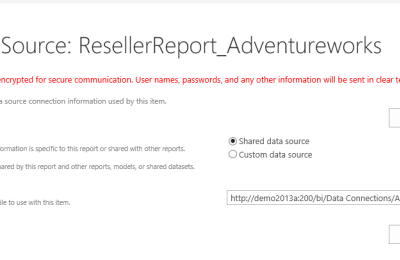 Source: ResellerReport_Adventureworks
encrypted for secure communication. User names, passwords, and any other information will be sent in clear
a source connection information used by this item.
formation is specific to this report or shared with other reports.
Shared data source
Custom data source
hared by this report and other reports, models, or shared datasets.
ile to use with this item.
http://demo2013a:200/bi/Data Connections/A